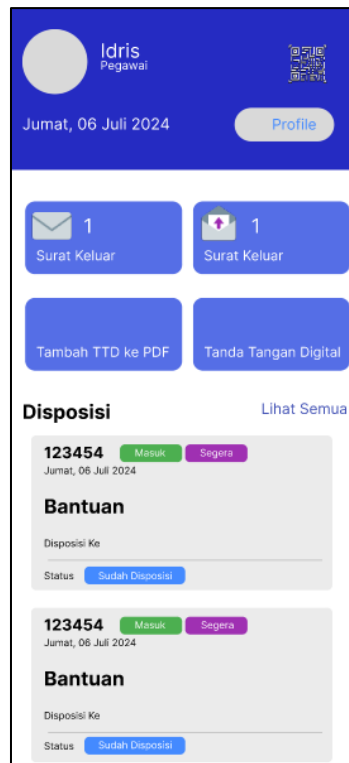 Idris
Pegawai
Jumat, 06 Juli 2024
Profile
1
Surat Keluar
1
Surat Keluar
Tambah TTD ke PDF
Tanda Tangan Digital
Disposisi
Lihat Semua
123454 Masuk Segera
Jumat, 06 Juli 2024
Bantuan
Disposisi Ke
Status Sudah Disposisi
123454 Masuk Segera
Jumat, 06 Juli 2024
Bantuan
Disposisi Ke
Status Sudah Disposisi